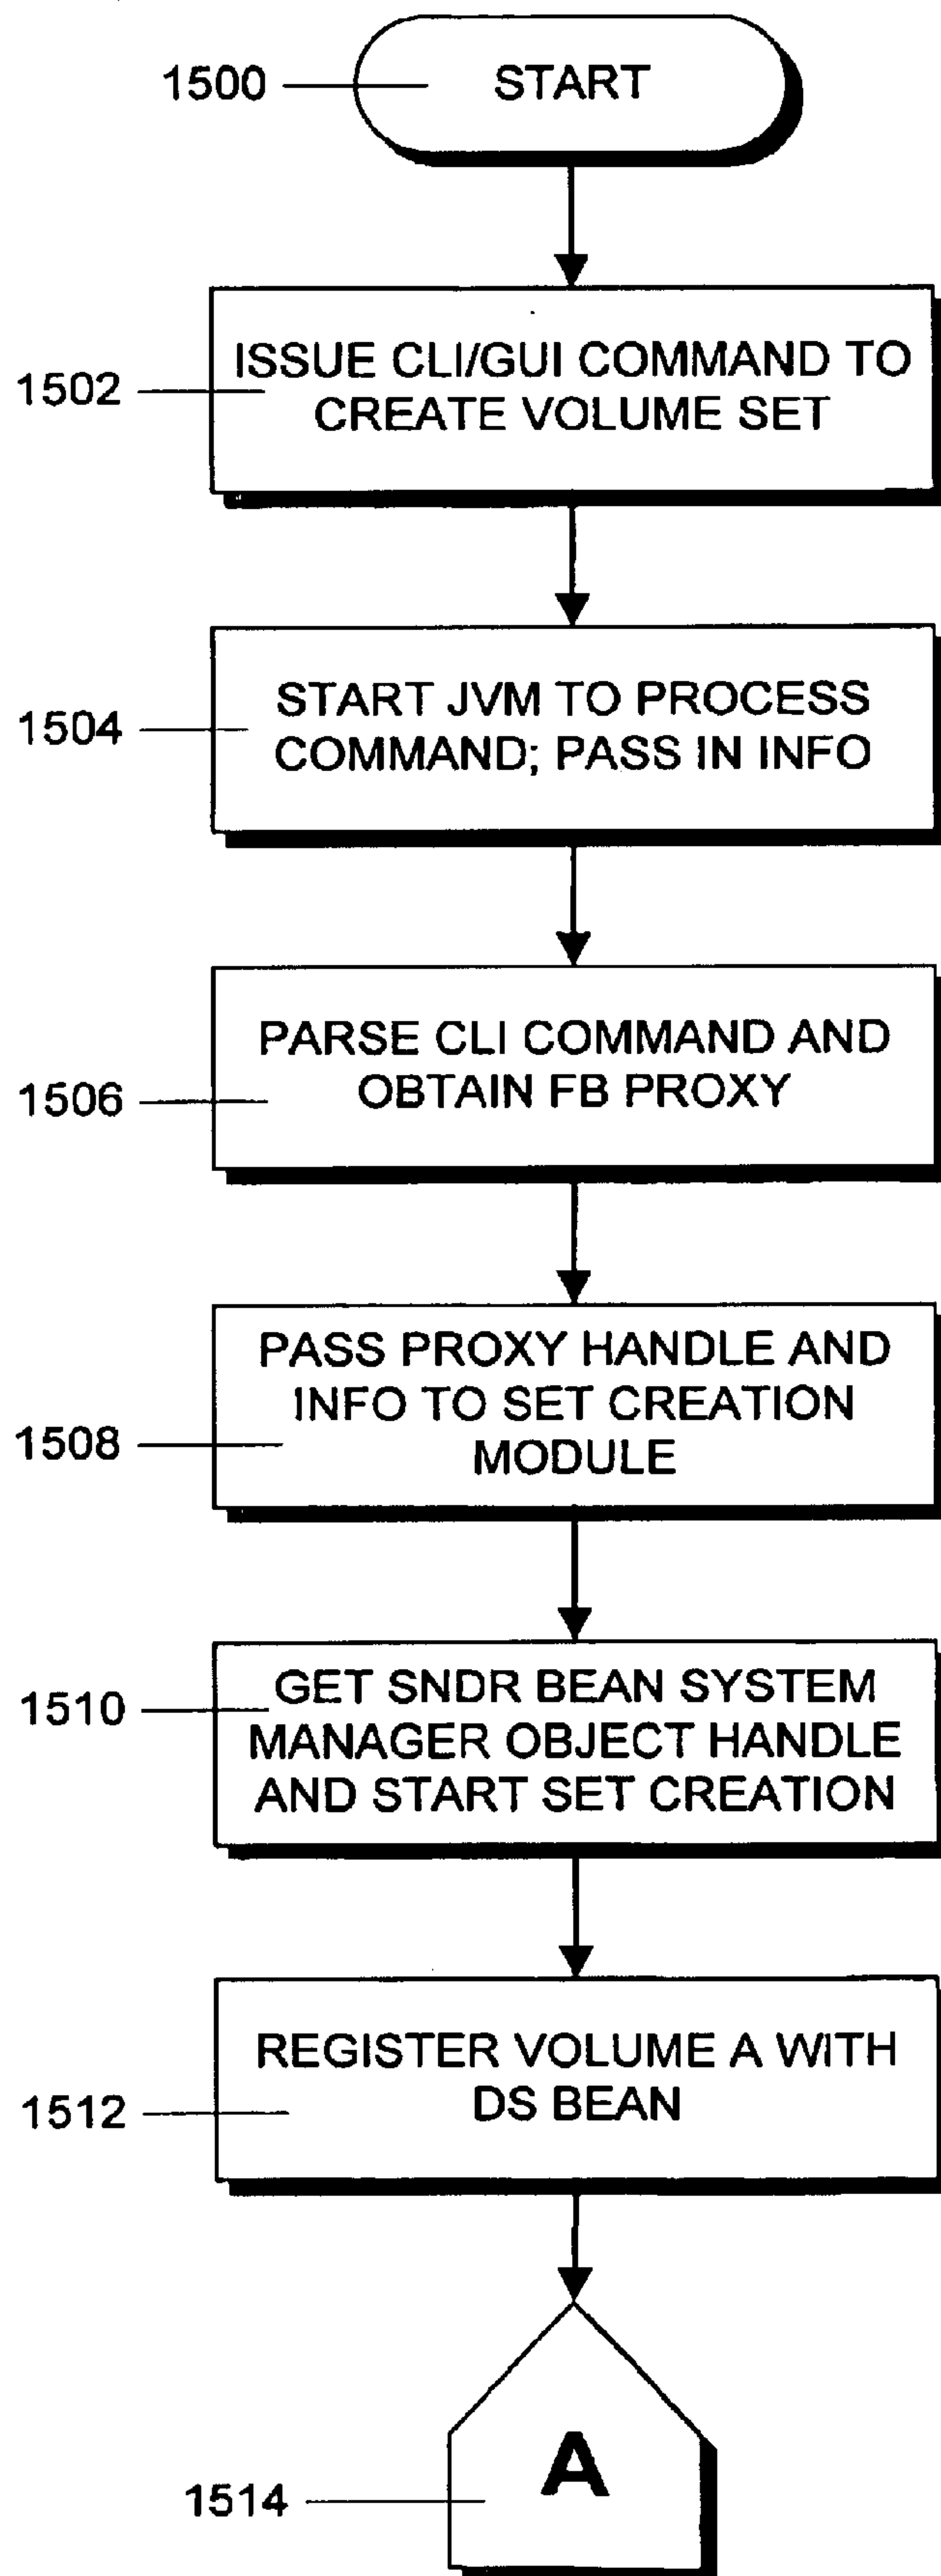 1500
START
1502
ISSUE CLI/GUI COMMAND TO
CREATE VOLUME SET
1504
START JVM TO PROCESS
COMMAND; PASS IN INFO
1506
PARSE CLI COMMAND AND
OBTAIN FB PROXY
1508
PASS PROXY HANDLE AND
INFO TO SET CREATION
MODULE
1510
GET SNDR BEAN SYSTEM
MANAGER OBJECT HANDLE
AND START SET CREATION
1512
REGISTER VOLUME A WITH
DS BEAN
1514
A